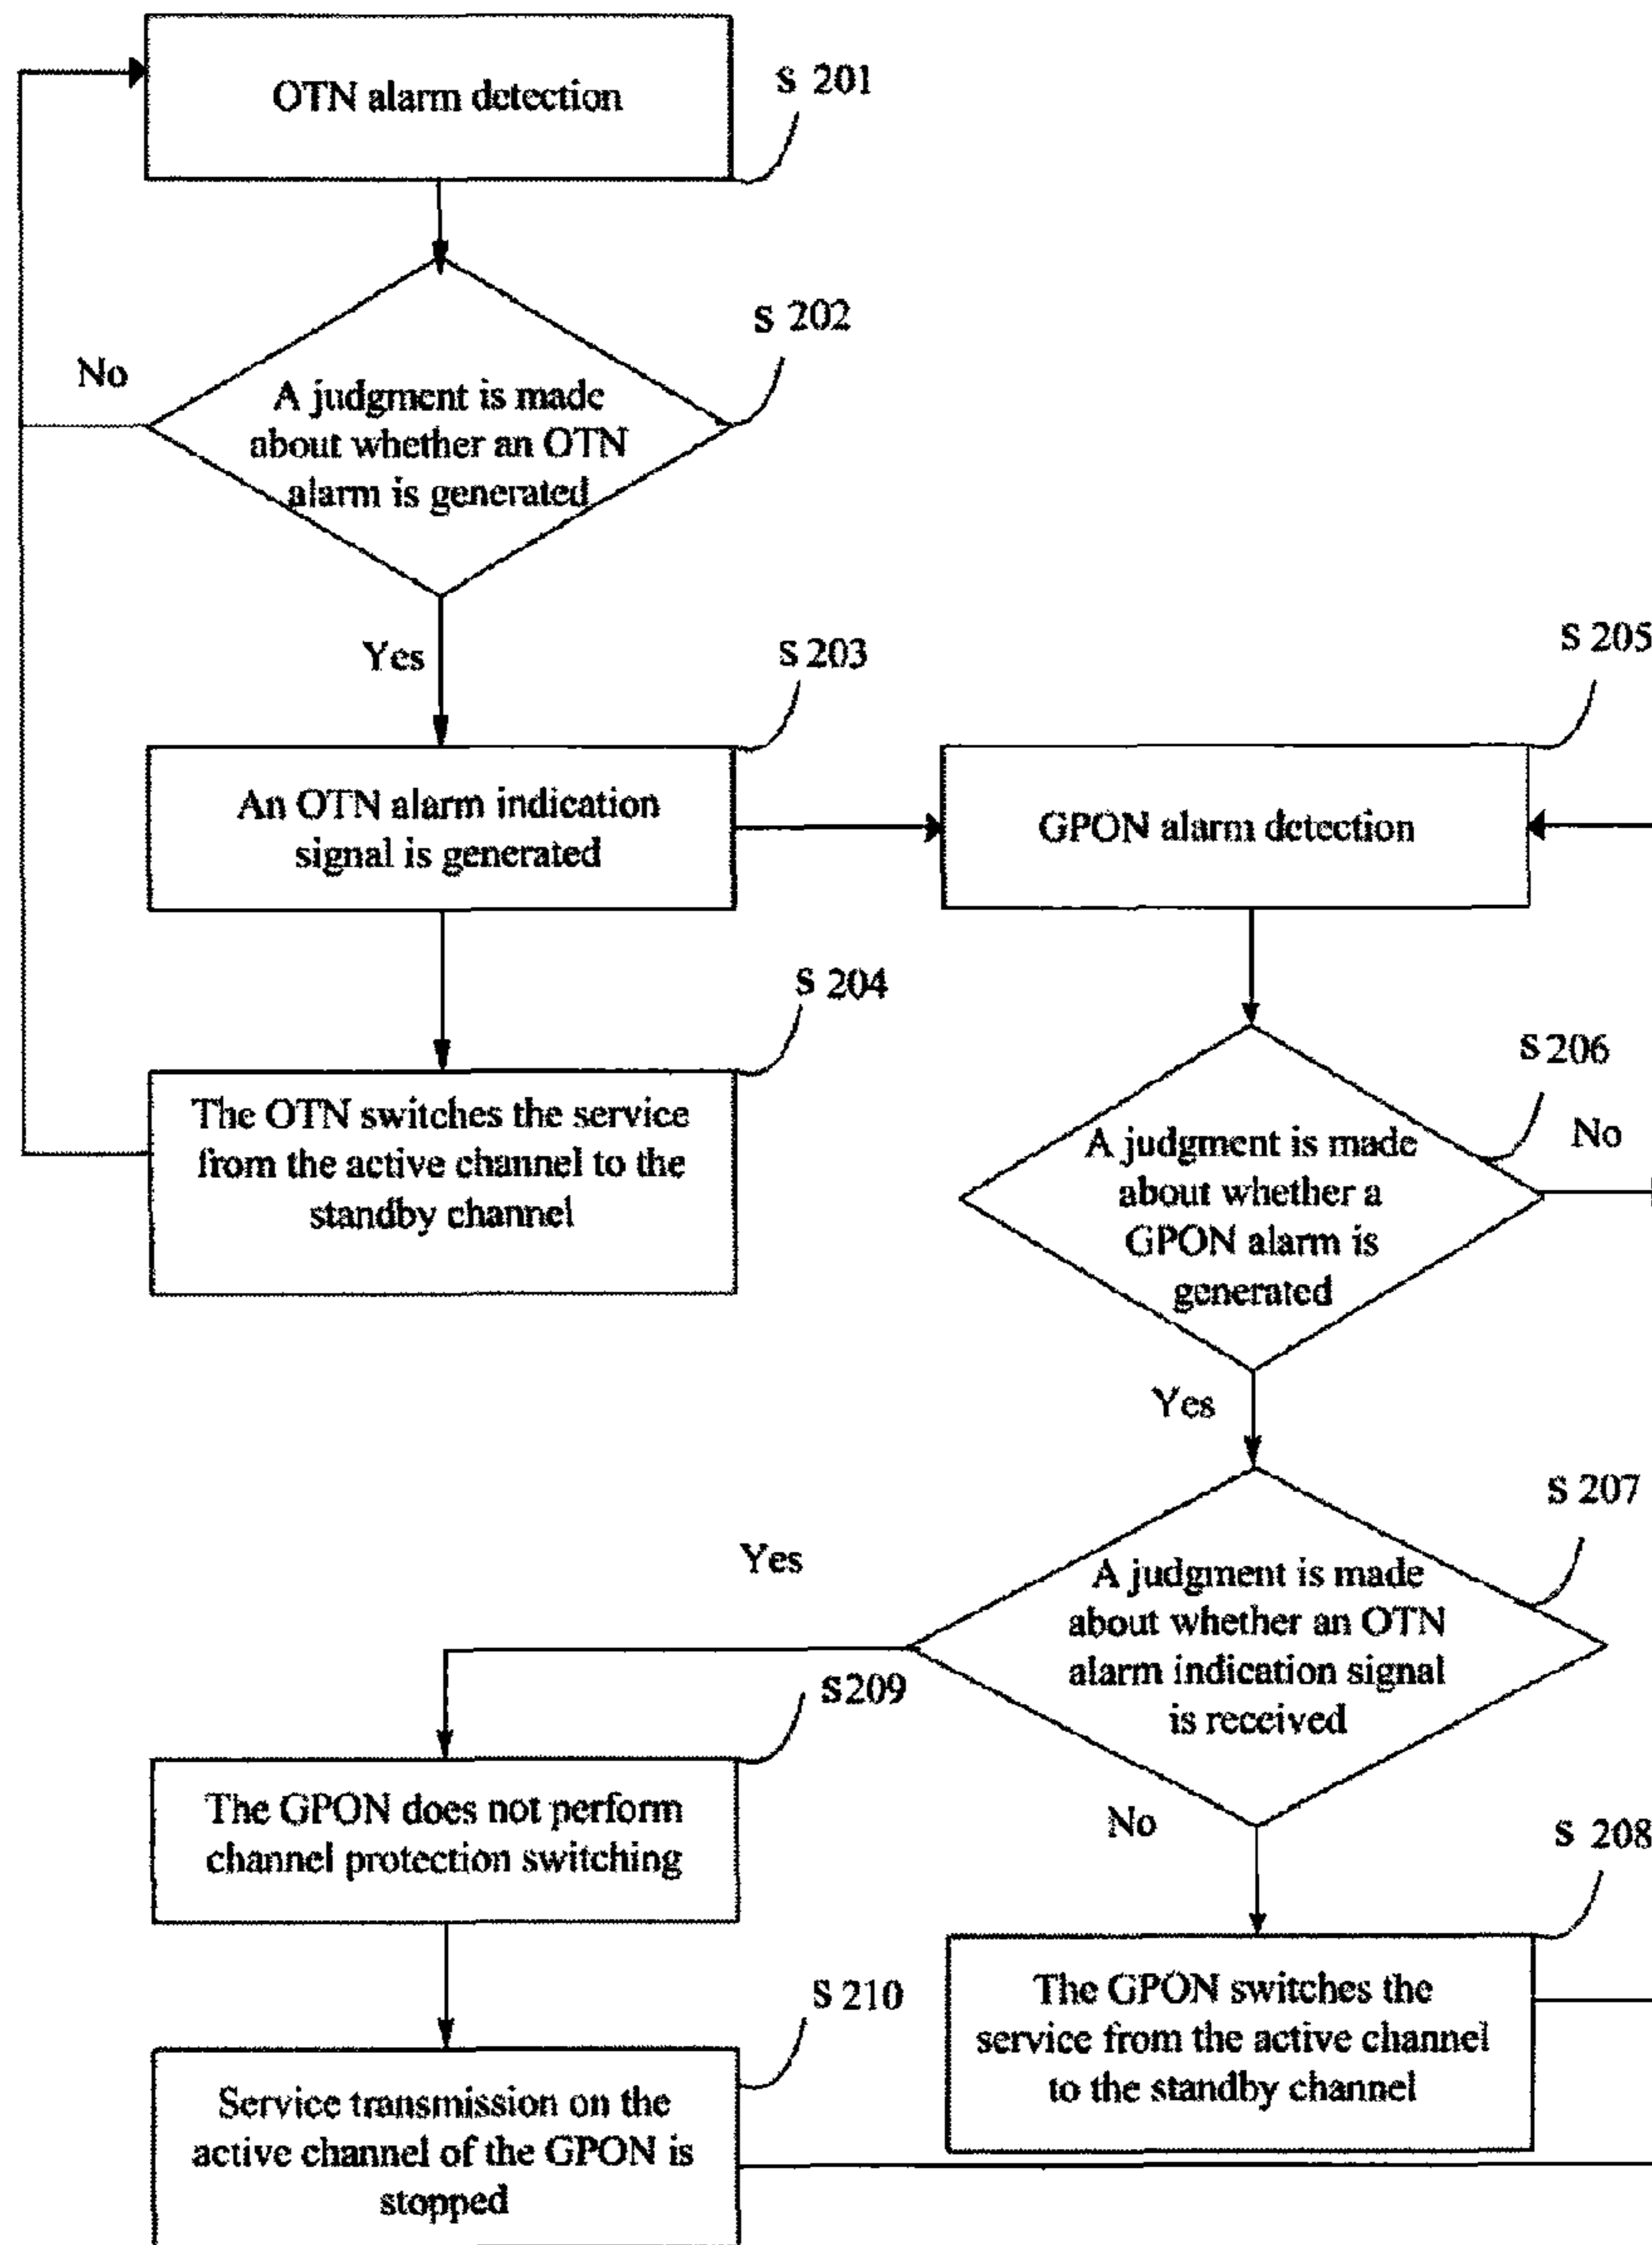 OTN alarm detection
S 201
S 202
No
A judgment is made
about whether an OTN
alarm is generated
Yes
S 203
S 205
An OTN alarm indication
signal is generated
GPON alarm detection
S 204
The OTN switches the service
from the active channel to the
standby channel
S 206
No
A judgment is made
about whether a
GPON alarm is
generated
Yes
S 207
Yes
A judgment is made
about whether an OTN
alarm indication signal
is received
S209
The GPON does not perform
channel protection switching
No
S 208
The GPON switches the
service from the active channel
to the standby channel
S 210
Service transmission on the
active channel of the GPON is
stopped